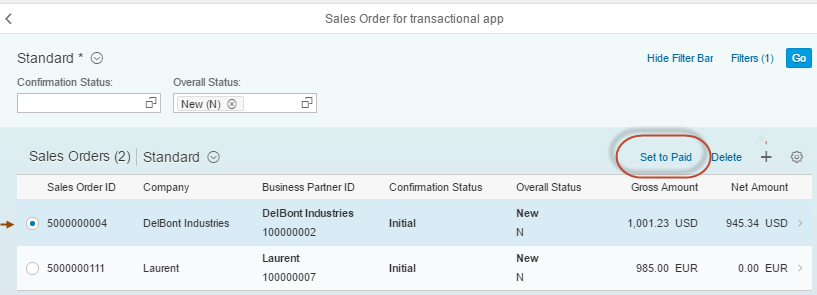 Sales Order for transactional app
Standard *
Hide Filter Bar Filters (1) Go
Confirmation Status: Overall Status:
New (N)
Sales Orders (2) Standard Set to Paid Delete
Sales Order ID Company Business Partner ID Confirmation Status Overall Status Gross Amount Net Amount
DelBont Industries New
5000000004 DelBont Industries Initial 1,001.23 USD 945.34 USD
100000002 N
Laurent New
5000000111 Laurent Initial 985.00 EUR 0.00 EUR
100000007 N